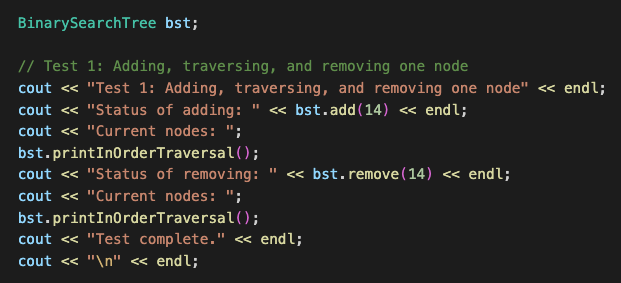 BinarySearchTree bst;
// Test 1: Adding, traversing, and removing one node
cout << "Test 1: Adding, traversing, and removing one node" << endl;
cout << "Status of adding: " << bst.add(14) << endl;
cout << "Current nodes: ";
bst.printInOrderTraversal();
cout << "Status of removing: " << bst.remove(14) << endl;
cout << "Current nodes: ";
bst.printInOrderTraversal();
cout << "Test complete." << endl;
cout << "\n" << endl;